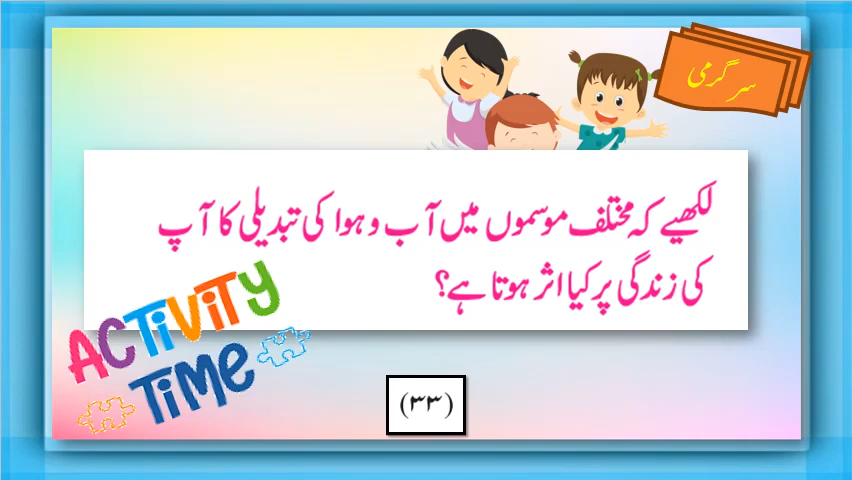 سرگرمی
لکھیے کہ مختلف موسموں میں آب و ہوا کی تبدیلی کا آپ
کی زندگی پر کیا اثر ہوتا ہے؟
ACTIVITY
TIME
(۳۳)